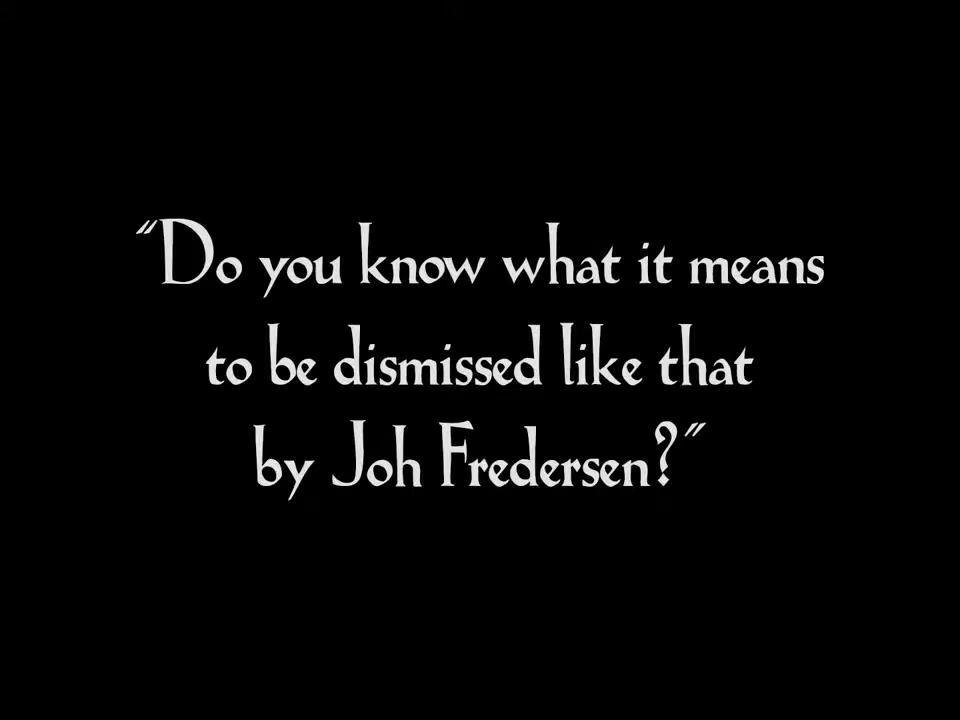 “Do you know what it means
to be dismissed like that
by Joh Fredersen?”